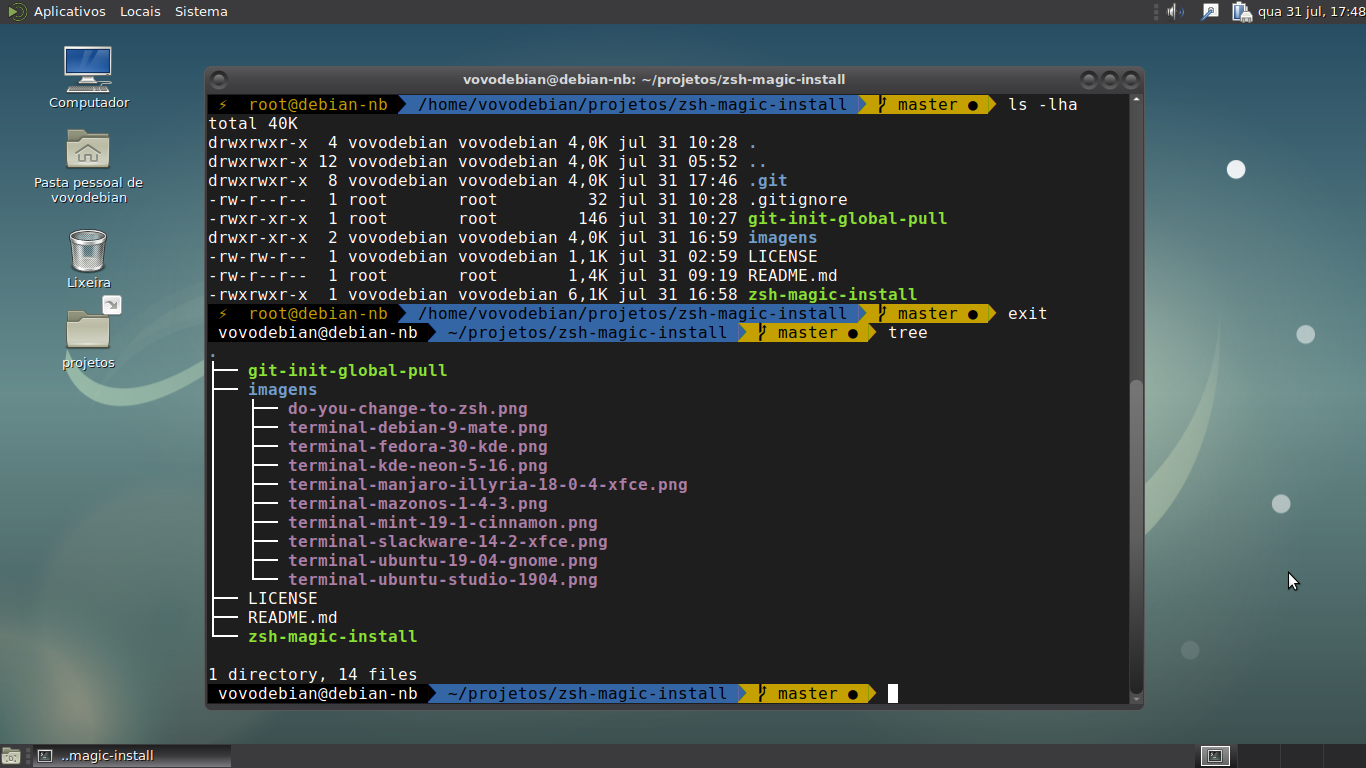 Aplicativos Locais Sistema
qua 31 jul, 17:48
Computador
Pasta pessoal de
vovodebian
Lixeira
projetos
vovodebian@debian-nb: ~/projetos/zsh-magic-install
⚡ root@debian-nb /home/vovodebian/projetos/zsh-magic-install master ● ls -lha
total 40K
drwxrwxr-x  4 vovodebian vovodebian 4,0K jul 31 10:28 .
drwxrwxr-x 12 vovodebian vovodebian 4,0K jul 31 05:52 ..
drwxrwxr-x  8 vovodebian vovodebian 4,0K jul 31 17:46 .git
-rw-r--r--  1 root       root         32 jul 31 10:28 .gitignore
-rwxr-xr-x  1 root       root        146 jul 31 10:27 git-init-global-pull
drwxr-xr-x  2 vovodebian vovodebian 4,0K jul 31 16:59 imagens
-rw-rw-r--  1 vovodebian vovodebian 1,1K jul 31 02:59 LICENSE
-rw-r--r--  1 root       root       1,4K jul 31 09:19 README.md
-rwxrwxr-x  1 vovodebian vovodebian 6,1K jul 31 16:58 zsh-magic-install
⚡ root@debian-nb /home/vovodebian/projetos/zsh-magic-install master ● exit
vovodebian@debian-nb ~/projetos/zsh-magic-install master ● tree
.
├── git-init-global-pull
├── imagens
│   ├── do-you-change-to-zsh.png
│   ├── terminal-debian-9-mate.png
│   ├── terminal-fedora-30-kde.png
│   ├── terminal-kde-neon-5-16.png
│   ├── terminal-manjaro-illyria-18-0-4-xfce.png
│   ├── terminal-mazonos-1-4-3.png
│   ├── terminal-mint-19-1-cinnamon.png
│   ├── terminal-slackware-14-2-xfce.png
│   ├── terminal-ubuntu-19-04-gnome.png
│   └── terminal-ubuntu-studio-1904.png
├── LICENSE
├── README.md
└── zsh-magic-install
1 directory, 14 files
vovodebian@debian-nb ~/projetos/zsh-magic-install master ●
..magic-install